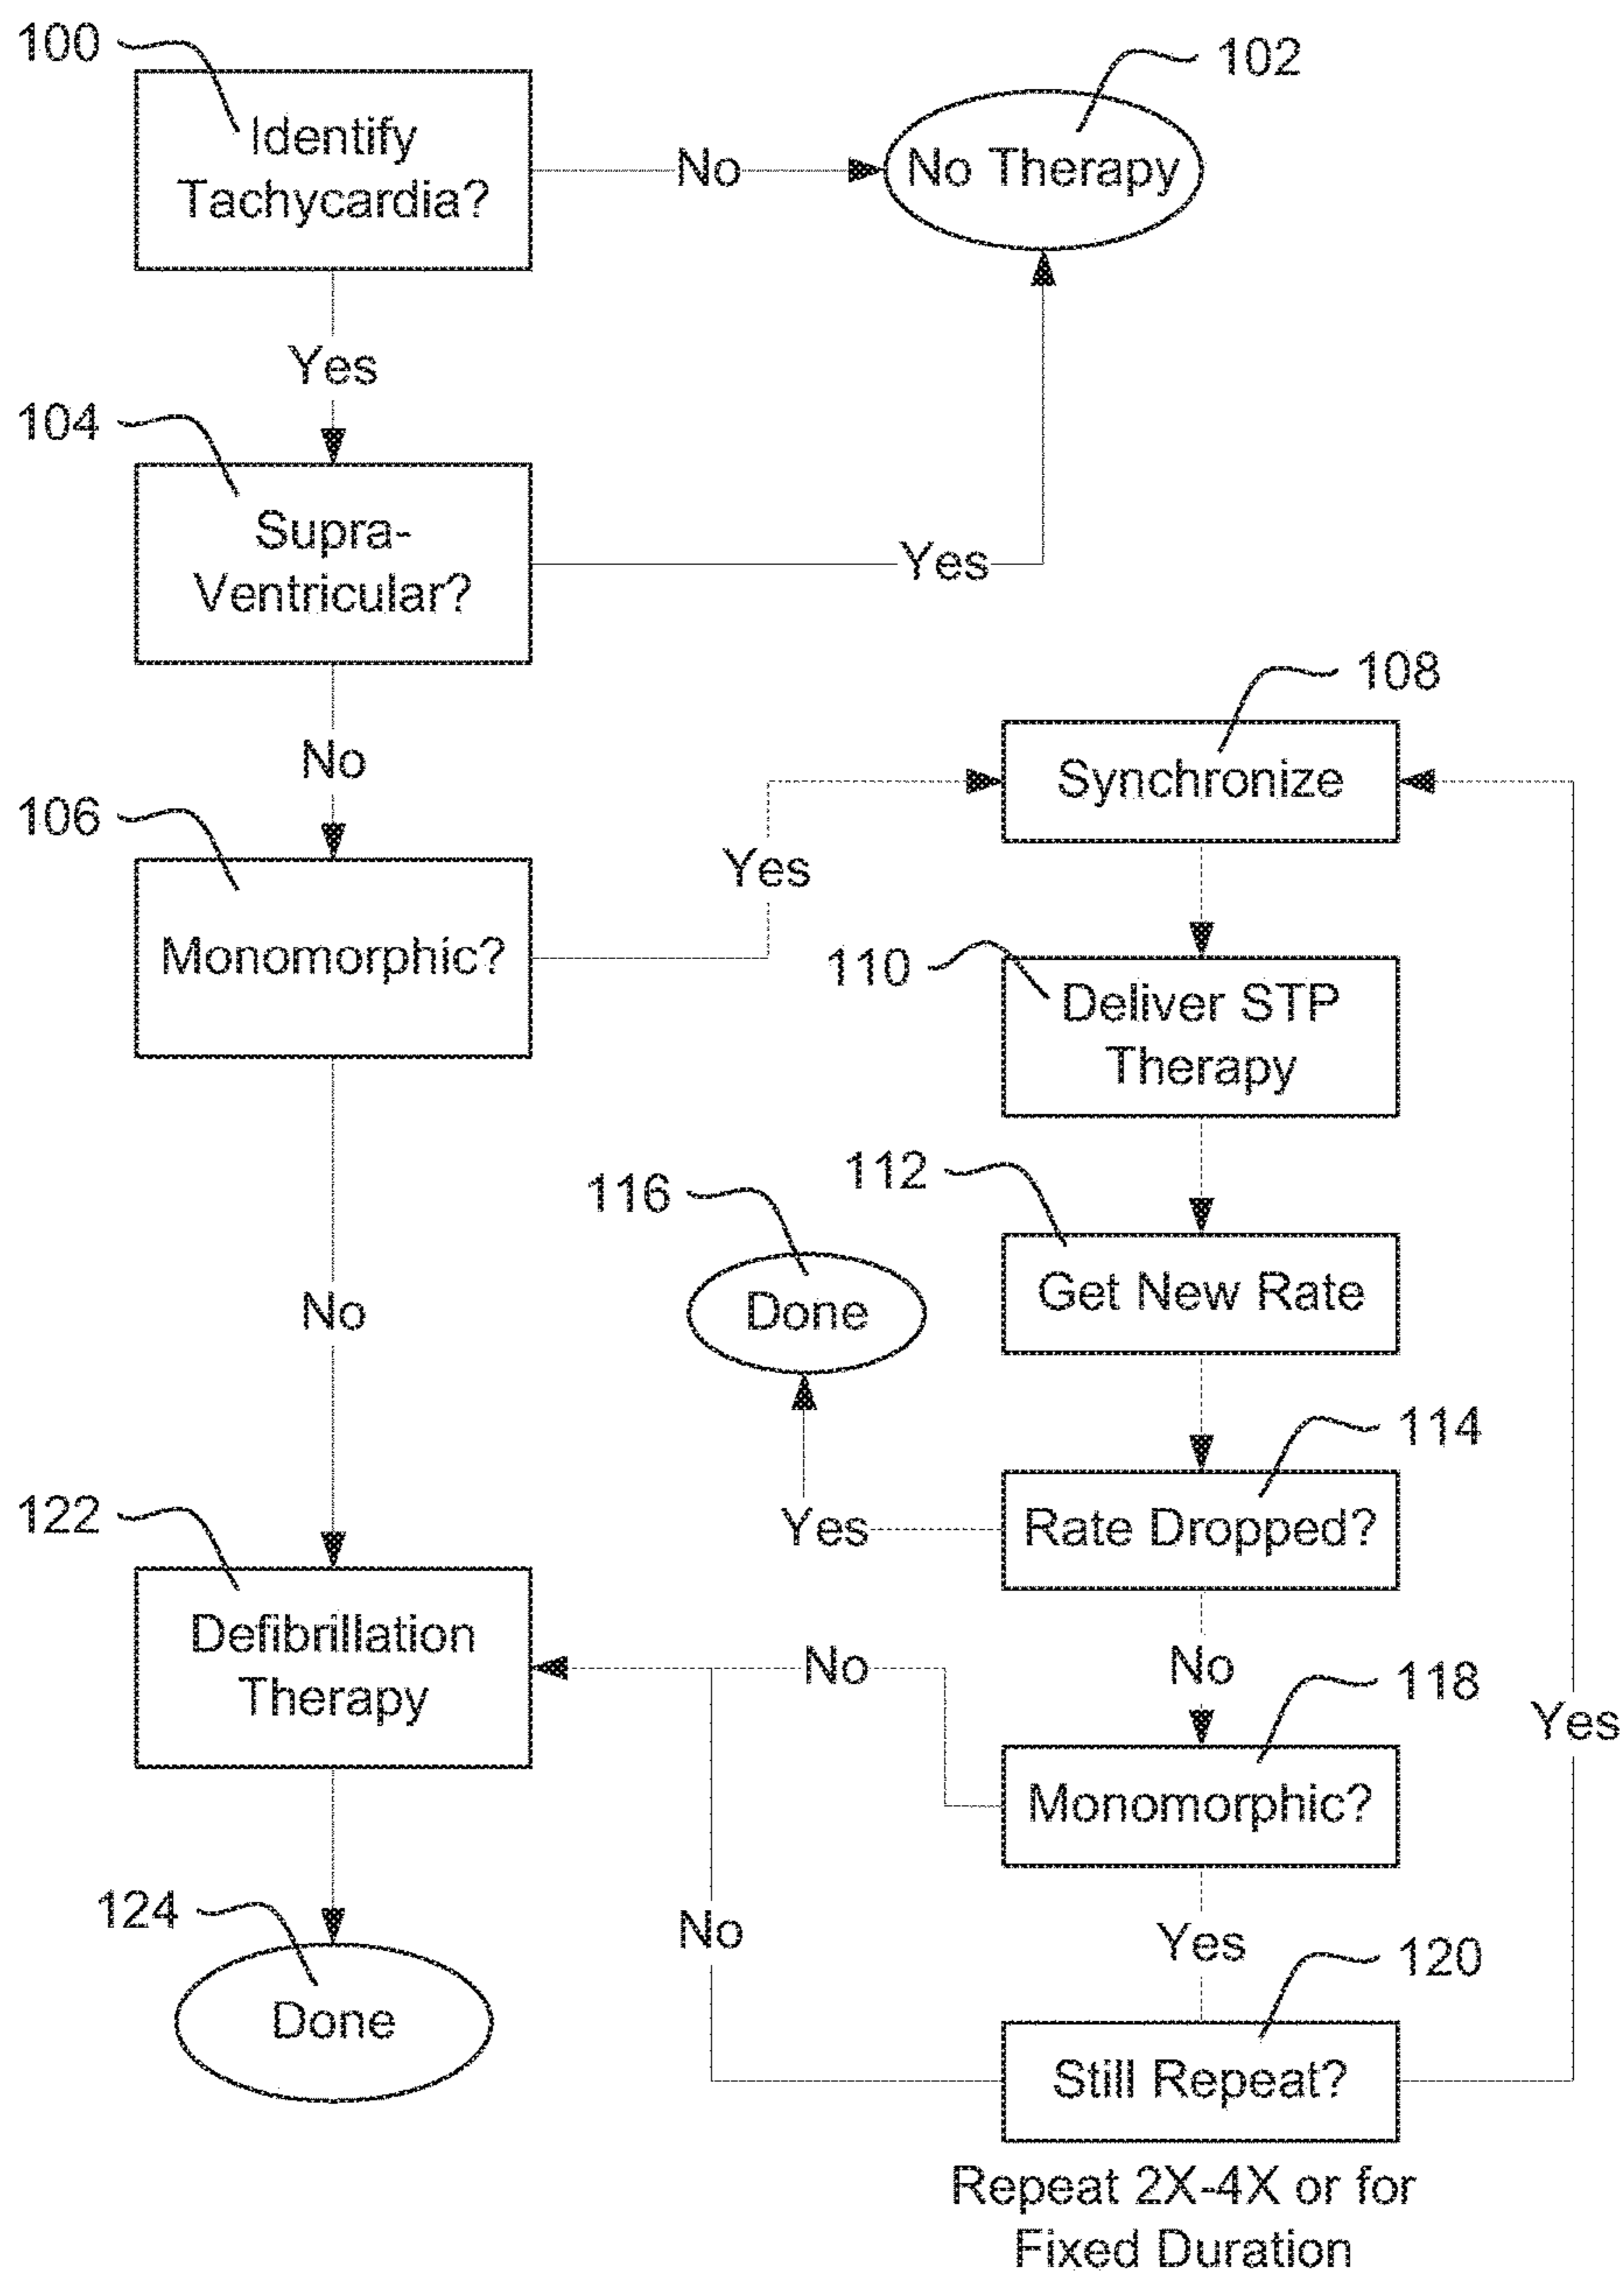 100
102
Identify
Tachycardia?
No
No Therapy
Yes
104
Supra-
Ventricular?
Yes
No
108
Synchronize
106
Monomorphic?
Yes
110
Deliver STP
Therapy
112
Get New Rate
116
Done
No
114
Rate Dropped?
Yes
122
Defibrillation
Therapy
No
No
118
Monomorphic?
Yes
124
Done
No
Yes
120
Still Repeat?
Repeat 2X-4X or for
Fixed Duration